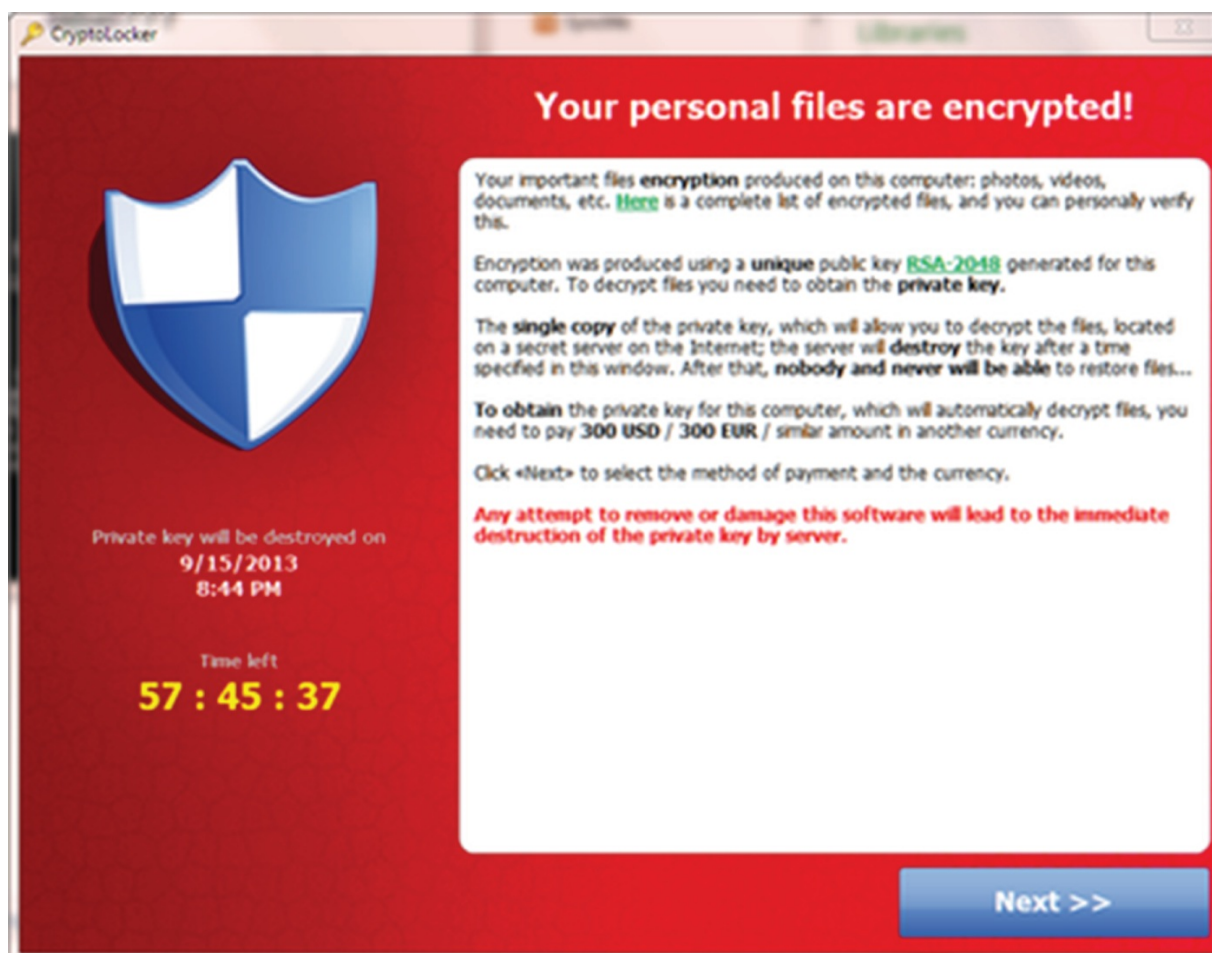 CryptoLocker
Libraries
Your personal files are encrypted!
Your important files encryption produced on this computer: photos, videos,
documents, etc. Here is a complete list of encrypted files, and you can personally verify
this.
Encryption was produced using a unique public key RSA-2048 generated for this
computer. To decrypt files you need to obtain the private key.
The single copy of the private key, which will allow you to decrypt the files, located
on a secret server on the Internet; the server will destroy the key after a time
specified in this window. After that, nobody and never will be able to restore files...
To obtain the private key for this computer, which will automatically decrypt files, you
need to pay 300 USD / 300 EUR / similar amount in another currency.
Click «Next» to select the method of payment and the currency.
Any attempt to remove or damage this software will lead to the immediate
destruction of the private key by server.
Private key will be destroyed on
9/15/2013
8:44 PM
Time left
57 : 45 : 37
Next >>